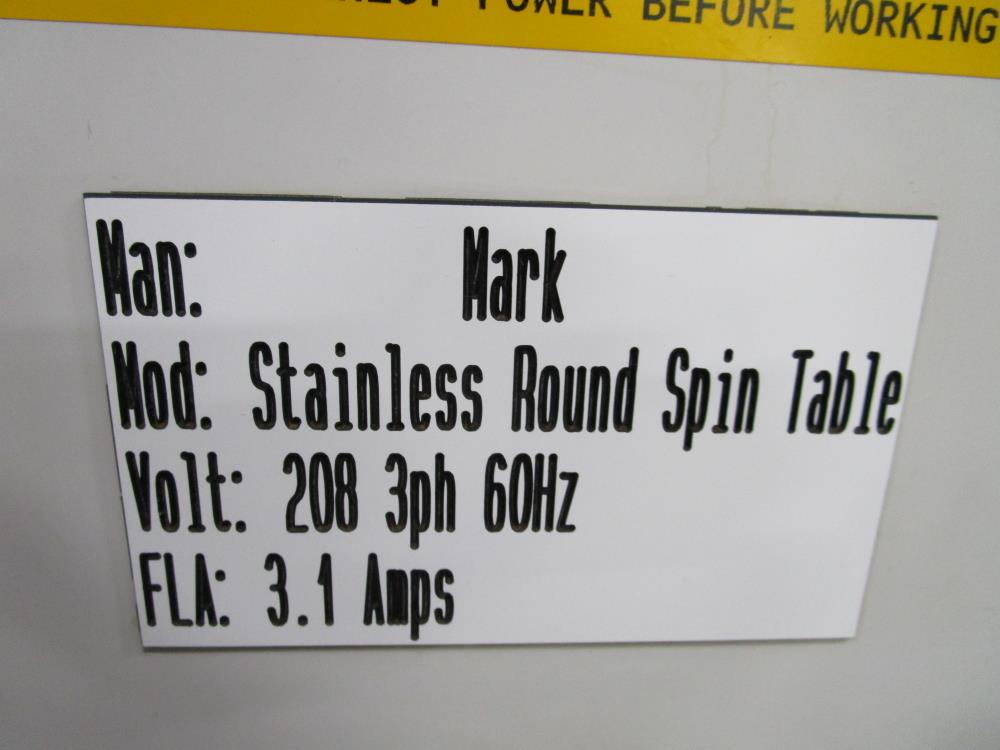 POWER BEFORE WORKING
Man: Mark
Mod: Stainless Round Spin Table
Volt: 208 3ph 60Hz
FLA: 3.1 Amps